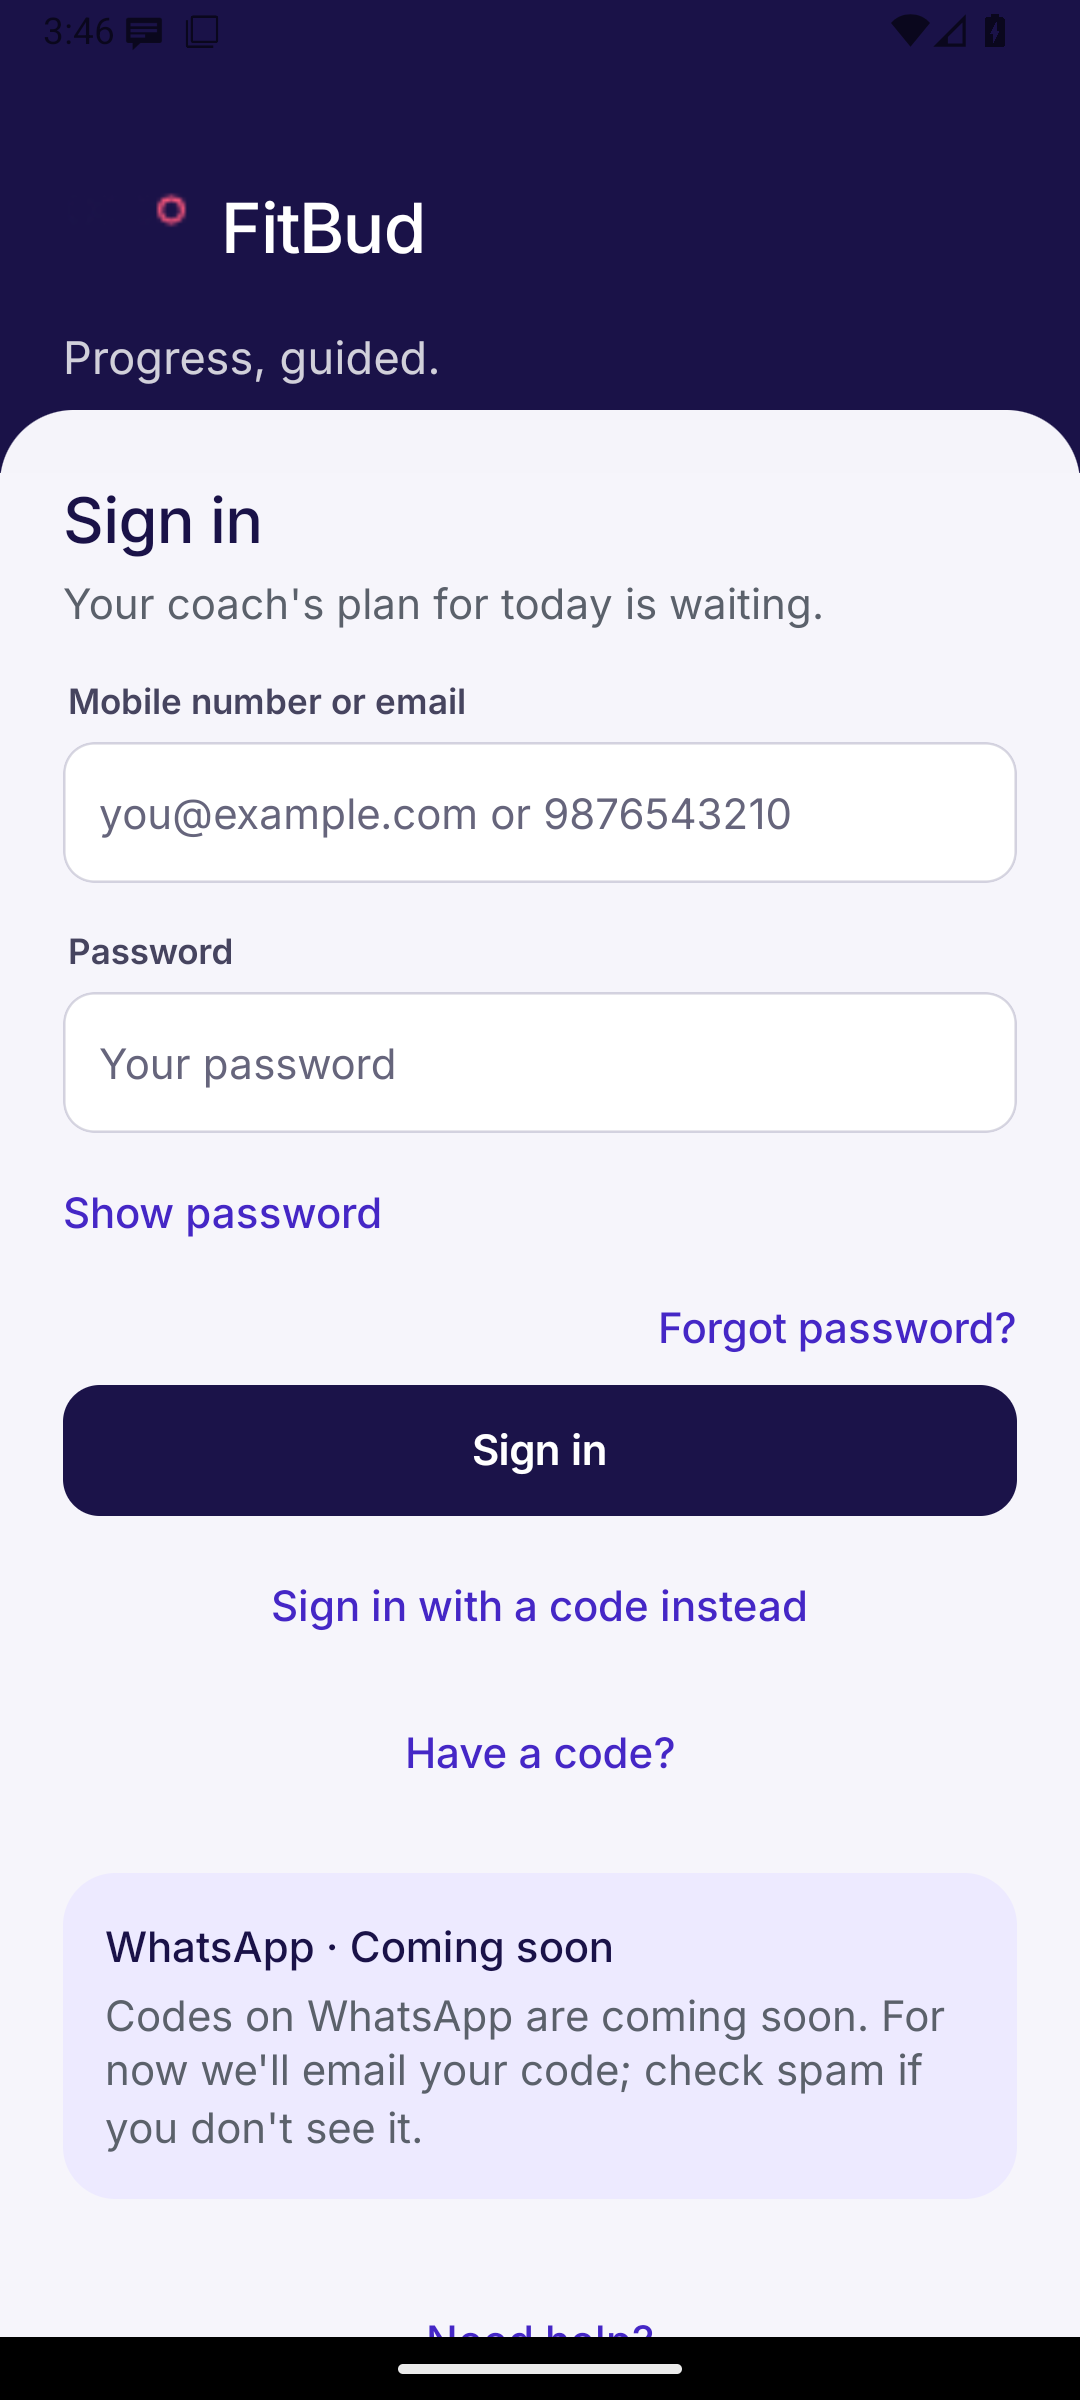 3:46
FitBud
Progress, guided.
Sign in
Your coach's plan for today is waiting.
Mobile number or email
you@example.com or 9876543210
Password
Your password
Show password
Forgot password?
Sign in
Sign in with a code instead
Have a code?
WhatsApp · Coming soon
Codes on WhatsApp are coming soon. For
now we'll email your code; check spam if
you don't see it.
Need help?